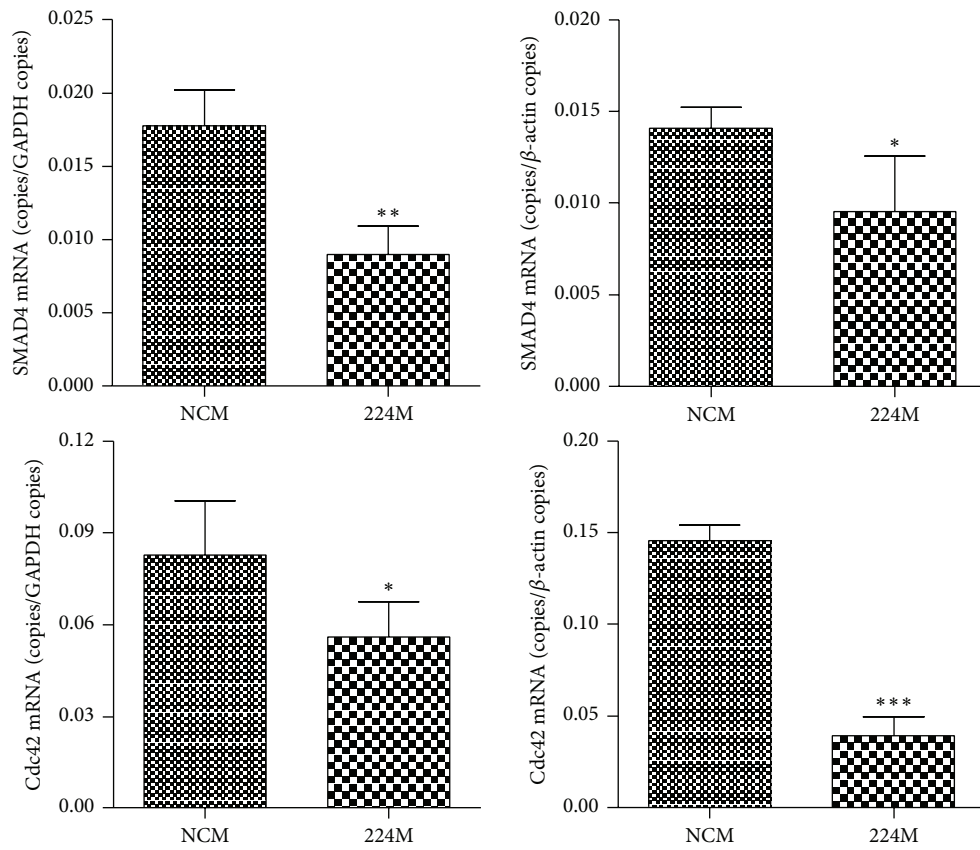 SMAD4 mRNA (copies/GAPDH copies)
0.025
0.020
0.015
0.010
0.005
0.000
**
NCM
224M
SMAD4 mRNA (copies/β-actin copies)
0.020
0.015
0.010
0.005
0.000
*
NCM
224M
Cdc42 mRNA (copies/GAPDH copies)
0.12
0.09
0.06
0.03
0.00
*
NCM
224M
Cdc42 mRNA (copies/β-actin copies)
0.20
0.15
0.10
0.05
0.00
***
NCM
224M